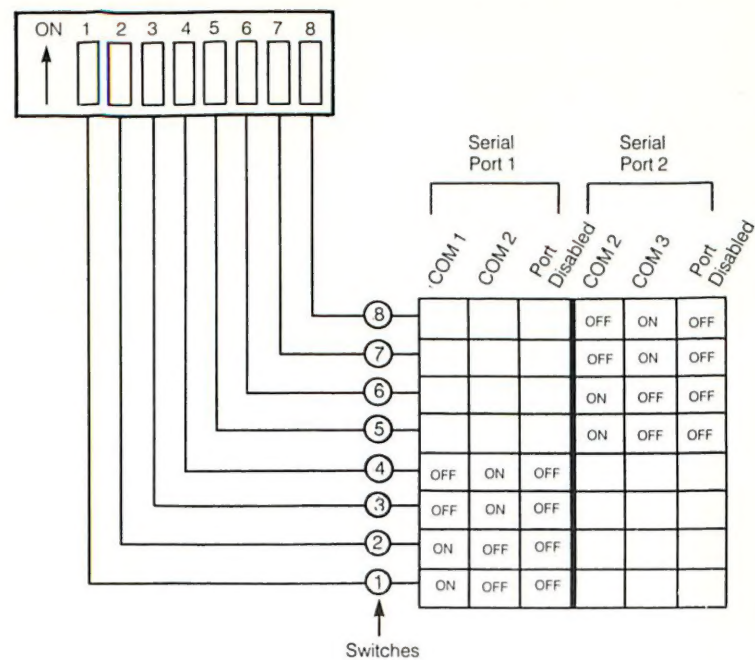 ON 1 2 3 4 5 6 7 8
Serial
Port 1
Serial
Port 2
COM 1
COM 2
Port
Disabled
COM 2
COM 3
Port
Disabled
8 OFF ON OFF
7 OFF ON OFF
6 ON OFF OFF
5 ON OFF OFF
4 OFF ON OFF
3 OFF ON OFF
2 ON OFF OFF
1 ON OFF OFF
Switches